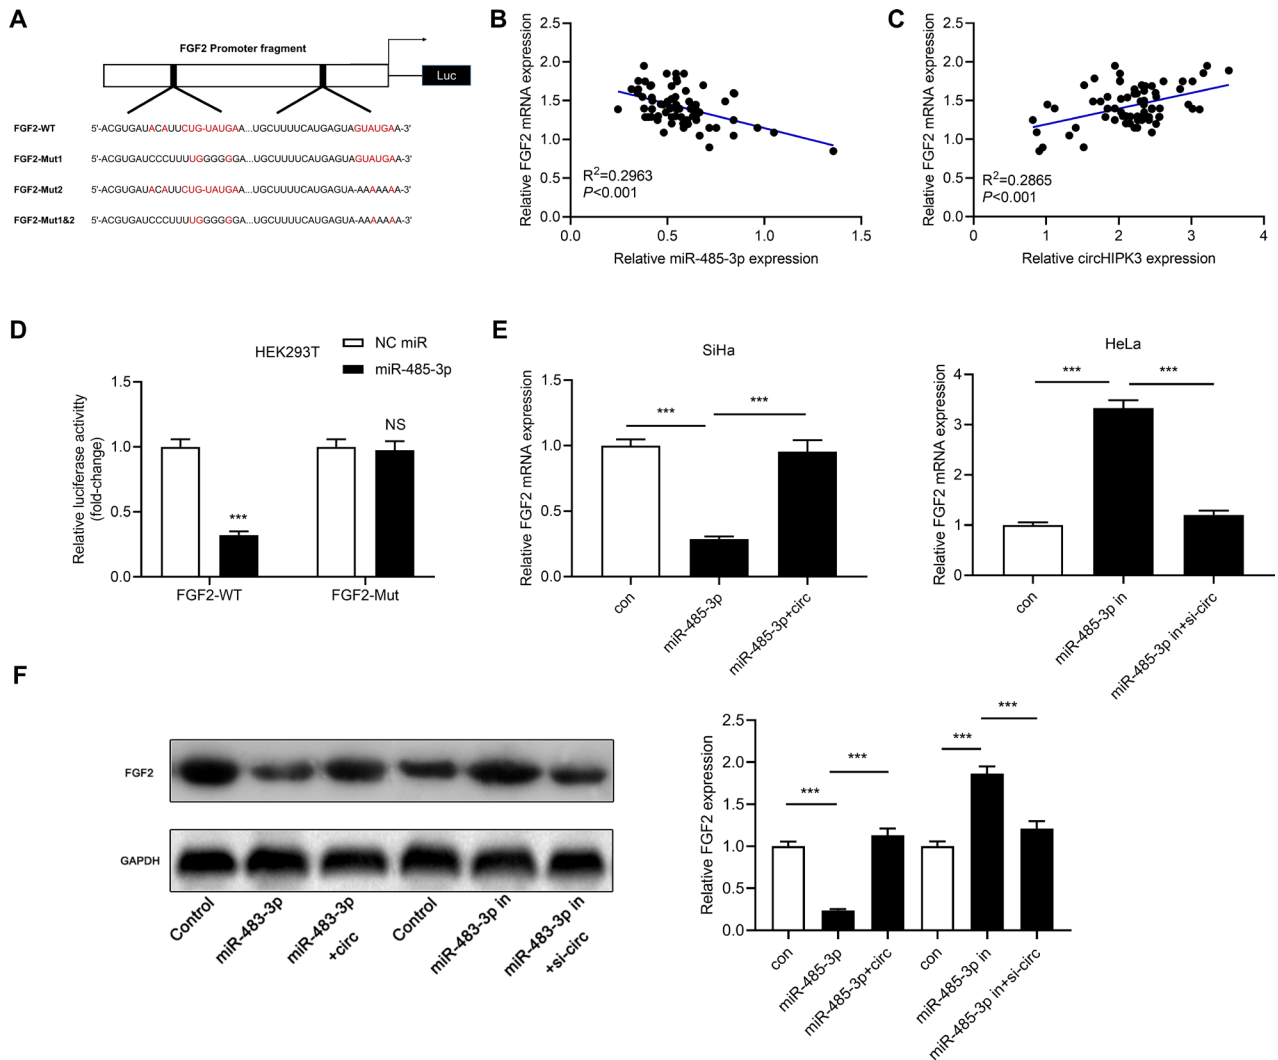 A
FGF2 Promoter fragment
Luc
FGF2-WT 5'-ACGUGAUACAUUCUG-UAUGAA...UGCUUUUCAUGAGUAGUAUGAA-3'
FGF2-Mut1 5'-ACGUGAUCCCUUUUGGGGGGA...UGCUUUUCAUGAGUAGUAUGAA-3'
FGF2-Mut2 5'-ACGUGAUACAUUCUG-UAUGAA...UGCUUUUCAUGAGUA-AAAAAA-3'
FGF2-Mut1&2 5'-ACGUGAUCCCUUUUGGGGGGA...UGCUUUUCAUGAGUA-AAAAAA-3'
B
Relative FGF2 mRNA expression
2.5
2.0
1.5
1.0
0.5
0.0
R²=0.2963
P<0.001
0.0 0.5 1.0 1.5
Relative miR-485-3p expression
C
Relative FGF2 mRNA expression
2.5
2.0
1.5
1.0
0.5
0.0
R²=0.2865
P<0.001
0 1 2 3 4
Relative circHIPK3 expression
D
HEK293T
NC miR
miR-485-3p
Relative luciferase activitty
(fold-change)
1.5
1.0
0.5
0.0
***
NS
FGF2-WT FGF2-Mut
E
SiHa
Relative FGF2 mRNA expression
1.5
1.0
0.5
0.0
*** ***
con miR-485-3p miR-485-3p+circ
HeLa
Relative FGF2 mRNA expression
4
3
2
1
0
*** ***
con miR-485-3p in miR-485-3p in+si-circ
F
FGF2
GAPDH
Control miR-483-3p miR-483-3p Control miR-483-3p in miR-483-3p in
+circ +si-circ
Relative FGF2 expression
2.5
2.0
1.5
1.0
0.5
0.0
*** *** *** ***
con miR-485-3p miR-485-3p+circ con miR-485-3p in miR-485-3p in+si-circ